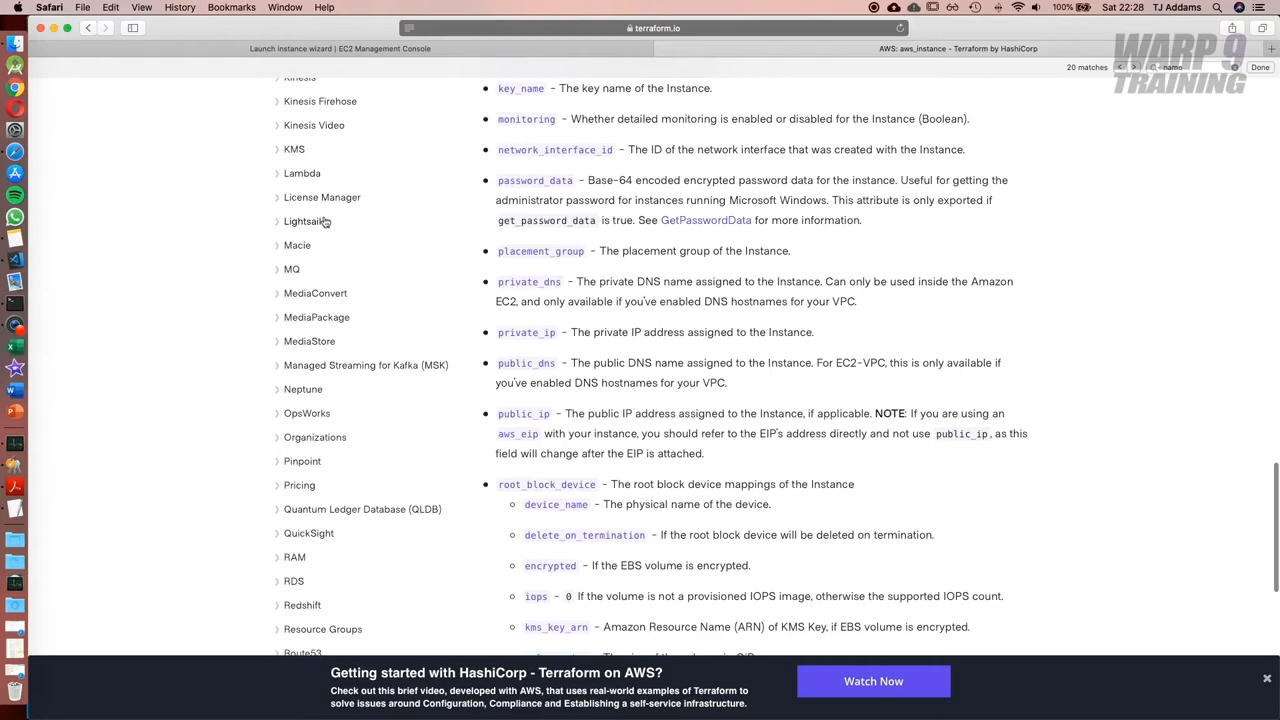 Safari File Edit View History Bookmarks Window Help
100% Sat 22:28 TJ Adams
terraform.io
Launch instance wizard | EC2 Management Console
AWS: aws_instance - Terraform by HashiCorp
WARP 9
TRAINING
20 matches
name
Done
Kinesis
Kinesis Firehose
Kinesis Video
KMS
Lambda
License Manager
Lightsail
Macie
MQ
MediaConvert
MediaPackage
MediaStore
Managed Streaming for Kafka (MSK)
Neptune
OpsWorks
Organizations
Pinpoint
Pricing
Quantum Ledger Database (QLDB)
QuickSight
RAM
RDS
Redshift
Resource Groups
Route53
key_name - The key name of the Instance.
monitoring - Whether detailed monitoring is enabled or disabled for the Instance (Boolean).
network_interface_id - The ID of the network interface that was created with the Instance.
password_data - Base-64 encoded encrypted password data for the instance. Useful for getting the
administrator password for instances running Microsoft Windows. This attribute is only exported if
get_password_data is true. See GetPasswordData for more information.
placement_group - The placement group of the Instance.
private_dns - The private DNS name assigned to the Instance. Can only be used inside the Amazon
EC2, and only available if you've enabled DNS hostnames for your VPC.
private_ip - The private IP address assigned to the Instance.
public_dns - The public DNS name assigned to the Instance. For EC2-VPC, this is only available if
you've enabled DNS hostnames for your VPC.
public_ip - The public IP address assigned to the Instance, if applicable. NOTE: If you are using an
aws_eip with your instance, you should refer to the EIP's address directly and not use public_ip, as this
field will change after the EIP is attached.
root_block_device - The root block device mappings of the Instance
device_name - The physical name of the device.
delete_on_termination - If the root block device will be deleted on termination.
encrypted - If the EBS volume is encrypted.
iops - 0 If the volume is not a provisioned IOPS image, otherwise the supported IOPS count.
kms_key_arn - Amazon Resource Name (ARN) of KMS Key, if EBS volume is encrypted.
Getting started with HashiCorp - Terraform on AWS?
Check out this brief video, developed with AWS, that uses real-world examples of Terraform to
solve issues around Configuration, Compliance and Establishing a self-service infrastructure.
Watch Now